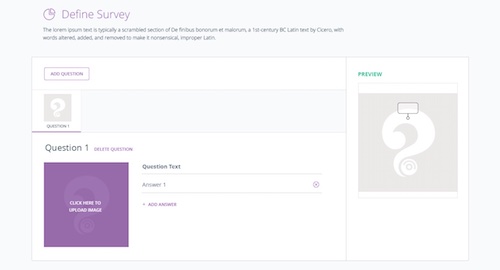 Define Survey
The lorem ipsum text is typically a scrambled section of De finibus bonorum et malorum, a 1st-century BC Latin text by Cicero, with
words altered, added, and removed to make it nonsensical, improper Latin.
ADD QUESTION
PREVIEW
QUESTION 1
Question 1 DELETE QUESTION
Question Text
Answer 1
CLICK HERE TO
UPLOAD IMAGE
+ ADD ANSWER